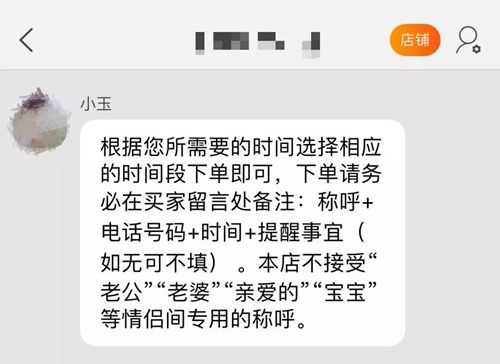 店铺
小玉
根据您所需要的时间选择相应
的时间段下单即可，下单请务
必在买家留言处备注：称呼+
电话号码+时间+提醒事宜（
如无可不填）。本店不接受“
老公”“老婆”“亲爱的”“宝宝”
等情侣间专用的称呼。